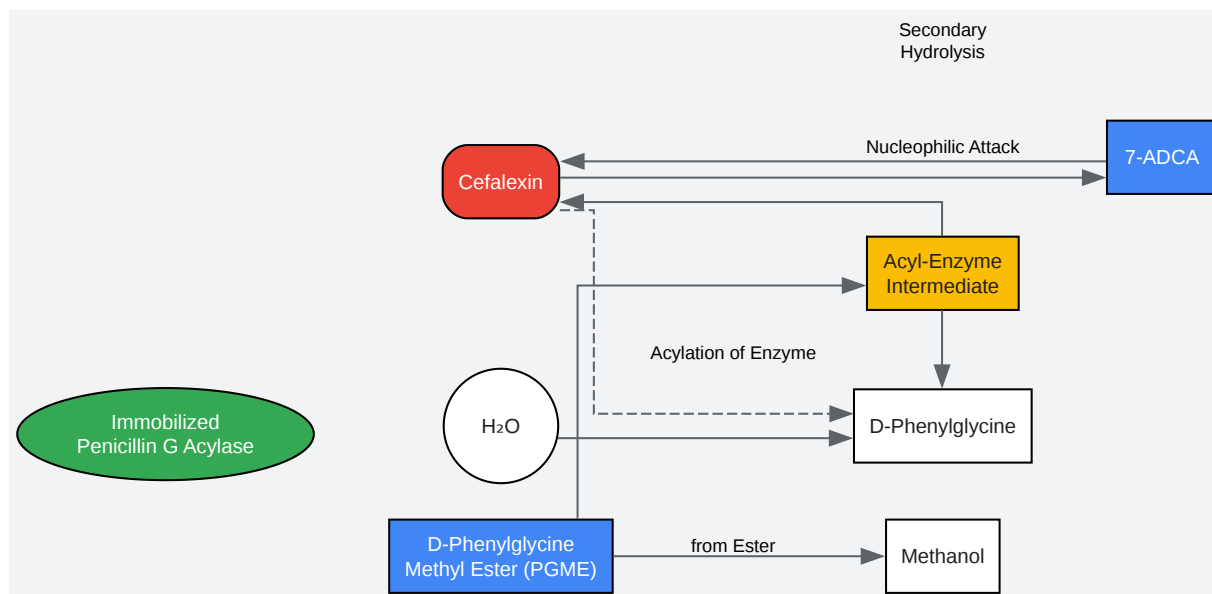 Secondary
Hydrolysis
Nucleophilic Attack
7-ADCA
Cefalexin
Acyl-Enzyme
Intermediate
Acylation of Enzyme
Immobilized
Penicillin G Acylase
H₂O
D-Phenylglycine
D-Phenylglycine
Methyl Ester (PGME)
from Ester
Methanol